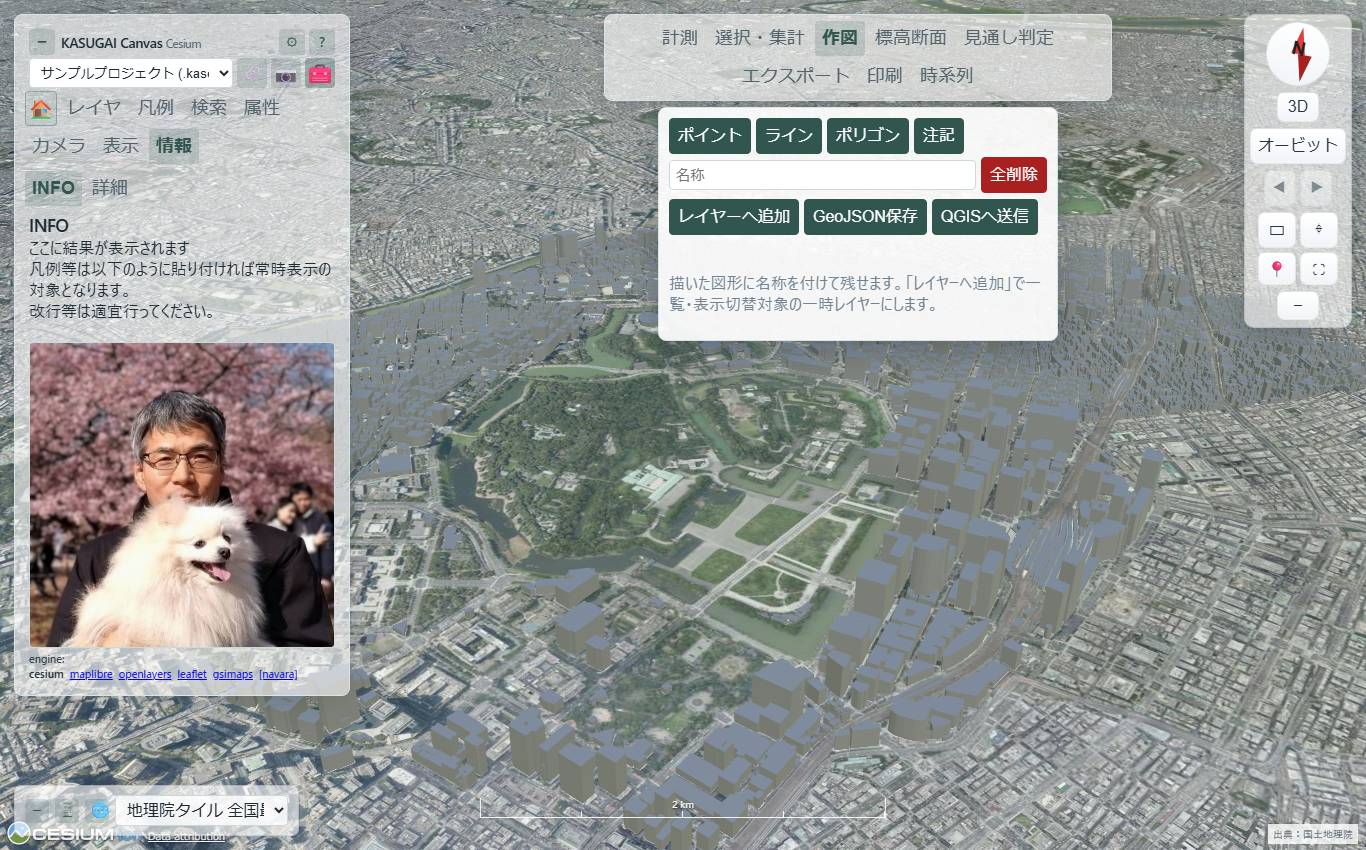 KASUGAI Canvas Cesium
?
サンプルプロジェクト (.kas
レイヤ 凡例 検索 属性
カメラ 表示 情報
INFO 詳細
INFO
ここに結果が表示されます
凡例等は以下のように貼り付ければ常時表示の
対象となります。
改行等は適宜行ってください。
engine:
cesium maplibre openlayers leaflet gsimaps [navara]
計測 選択・集計 作図 標高断面 見通し判定
エクスポート 印刷 時系列
ポイント ライン ポリゴン 注記
名称 全削除
レイヤーへ追加 GeoJSON保存 QGISへ送信
描いた図形に名称を付けて残せます。「レイヤーへ追加」で一
覧・表示切替対象の一時レイヤーにします。
N
3D
オービット
2 km
地理院タイル 全国
CESIUM ion Data attribution
出典：国土地理院